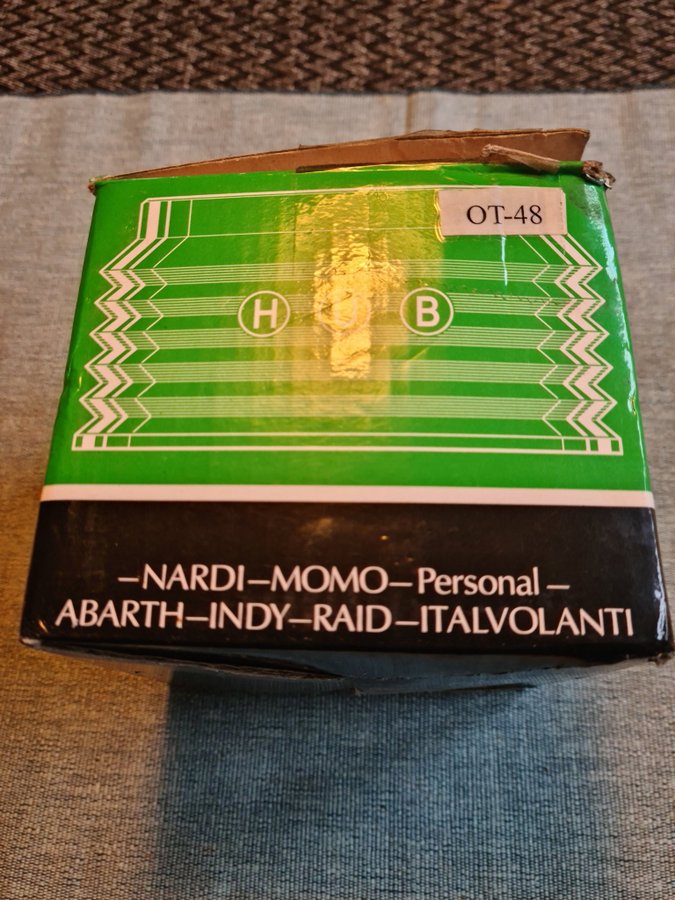 OT-48
H U B
–NARDI–MOMO–Personal–
ABARTH–INDY–RAID–ITALVOLANTI